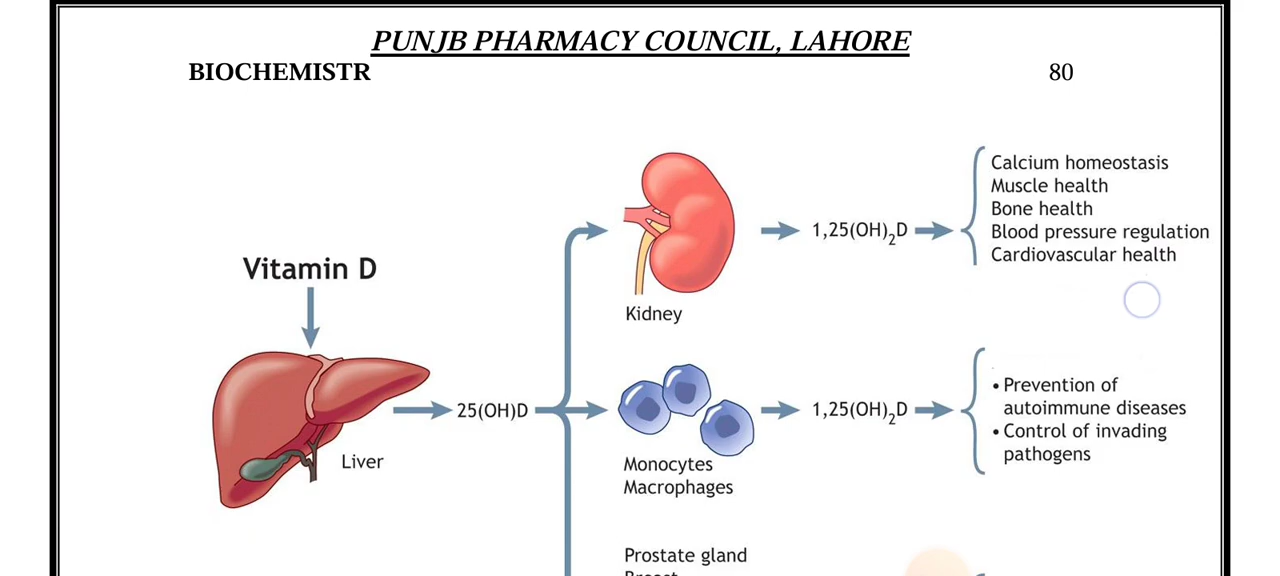 PUNJB PHARMACY COUNCIL, LAHORE
BIOCHEMISTR 80
Vitamin D
Liver
25(OH)D
Kidney
1,25(OH)₂D
Calcium homeostasis
Muscle health
Bone health
Blood pressure regulation
Cardiovascular health
Monocytes
Macrophages
1,25(OH)₂D
• Prevention of
autoimmune diseases
• Control of invading
pathogens
Prostate gland